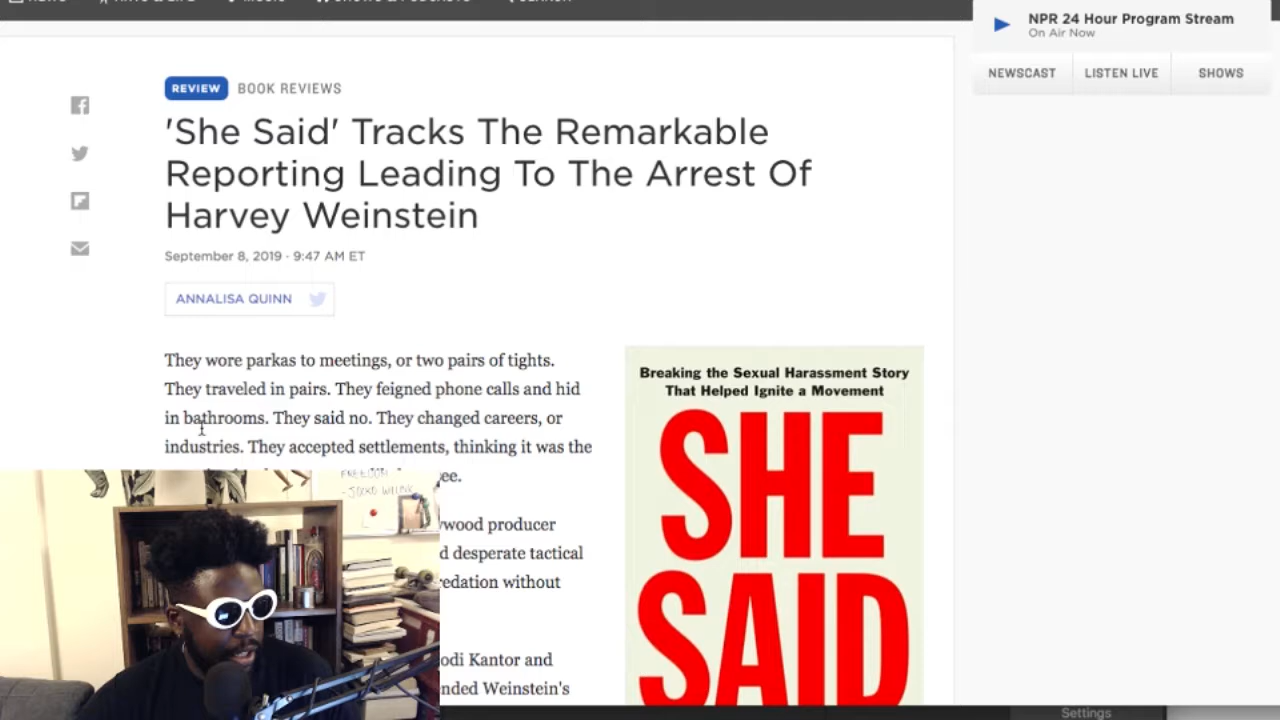 NPR 24 Hour Program Stream
On Air Now
NEWSCAST LISTEN LIVE SHOWS
REVIEW BOOK REVIEWS
'She Said' Tracks The Remarkable
Reporting Leading To The Arrest Of
Harvey Weinstein
September 8, 2019 · 9:47 AM ET
ANNALISA QUINN
They wore parkas to meetings, or two pairs of tights.
They traveled in pairs. They feigned phone calls and hid
in bathrooms. They said no. They changed careers, or
industries. They accepted settlements, thinking it was the
ee.
wood producer
d desperate tactical
redation without
odi Kantor and
nded Weinstein's
Breaking the Sexual Harassment Story
That Helped Ignite a Movement
SHE
SAID
FREEDOM
-JOCKO WILLINK
Settings